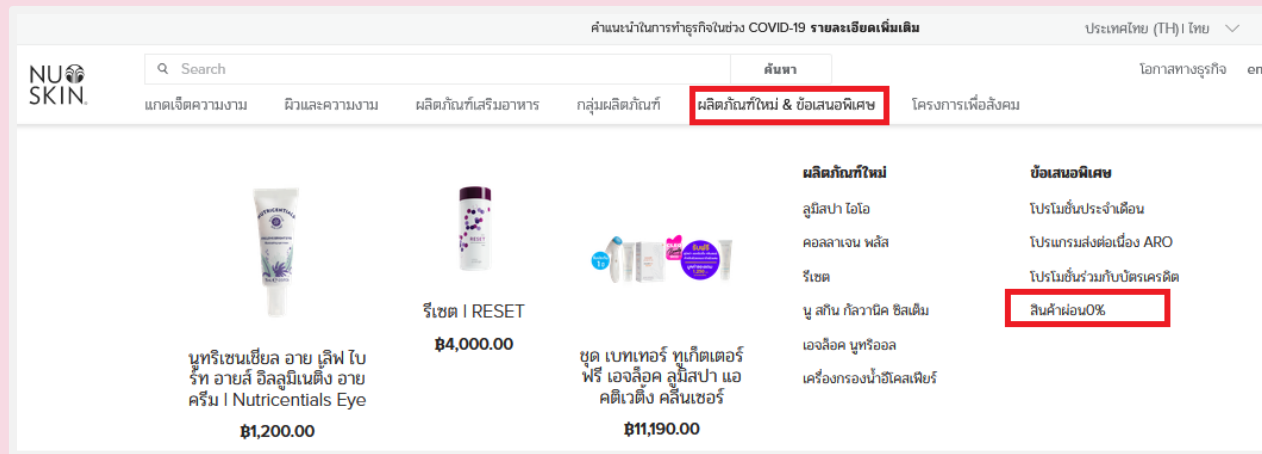 คำแนะนำในการทำธุรกิจในช่วง COVID-19 รายละเอียดเพิ่มเติม
ประเทศไทย (TH) | ไทย
NU SKIN.
Search
ค้นหา
โอกาสทางธุรกิจ
en
แกดเจ็ตความงาม
ผิวและความงาม
ผลิตภัณฑ์เสริมอาหาร
กลุ่มผลิตภัณฑ์
ผลิตภัณฑ์ใหม่ & ข้อเสนอพิเศษ
โครงการเพื่อสังคม
นูทริเซนเชียล อาย เลิฟ ไบ
ร้ท อายส์ อิลลูมิเนติ้ง อาย
ครีม | Nutricentials Eye
฿1,200.00
RESET
รีเซต | RESET
฿4,000.00
รับฟรี
ชุด เบทเทอร์ ทูเก็ตเตอร์
ฟรี เอจล็อค ลูมิสปา แอ
คติเวติ้ง คลีนเซอร์
฿11,190.00
ผลิตภัณฑ์ใหม่
ลูมิสปา ไอโอ
คอลลาเจน พลัส
รีเซต
นู สกิน กัลวานิค ซิสเต็ม
เอจล็อค นูทริออล
เครื่องกรองน้ำอีโคสเฟียร์
ข้อเสนอพิเศษ
โปรโมชั่นประจำเดือน
โปรแกรมส่งต่อเนื่อง ARO
โปรโมชั่นร่วมกับบัตรเครดิต
สินค้าผ่อน0%